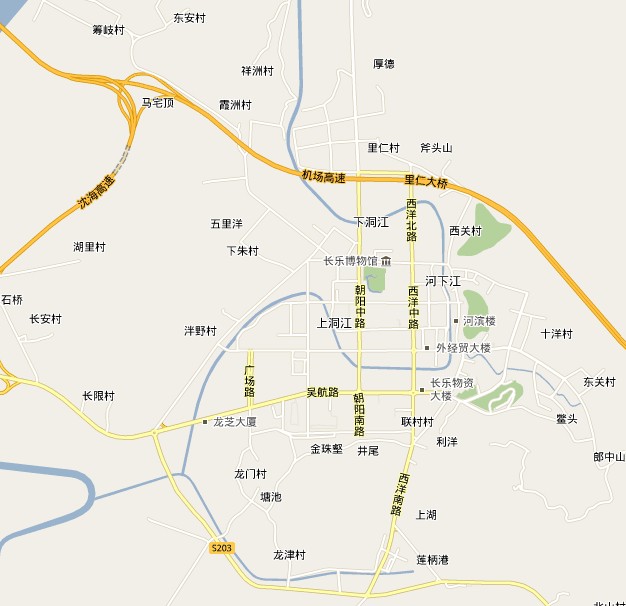 东安村
筹岐村
祥洲村
厚德
马宅顶
霞洲村
里仁村
斧头山
机场高速
里仁大桥
沈海高速
西洋北路
五里洋
下洞江
西关村
湖里村
下朱村
长乐博物馆
河下江
石桥
朝阳中路
西洋中路
长安村
上洞江
河滨楼
洋野村
十洋村
外经贸大楼
广场路
长乐物资
大楼
东关村
长限村
吴航路
朝阳南路
龙芝大厦
联村村
鳌头
利洋
金珠壑
井尾
郎中山
龙门村
西洋南路
塘池
上湖
S203
龙津村
莲柄港